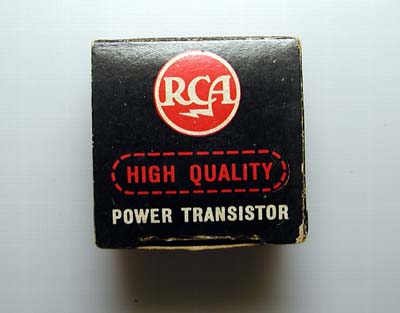 RCA
HIGH QUALITY
POWER TRANSISTOR